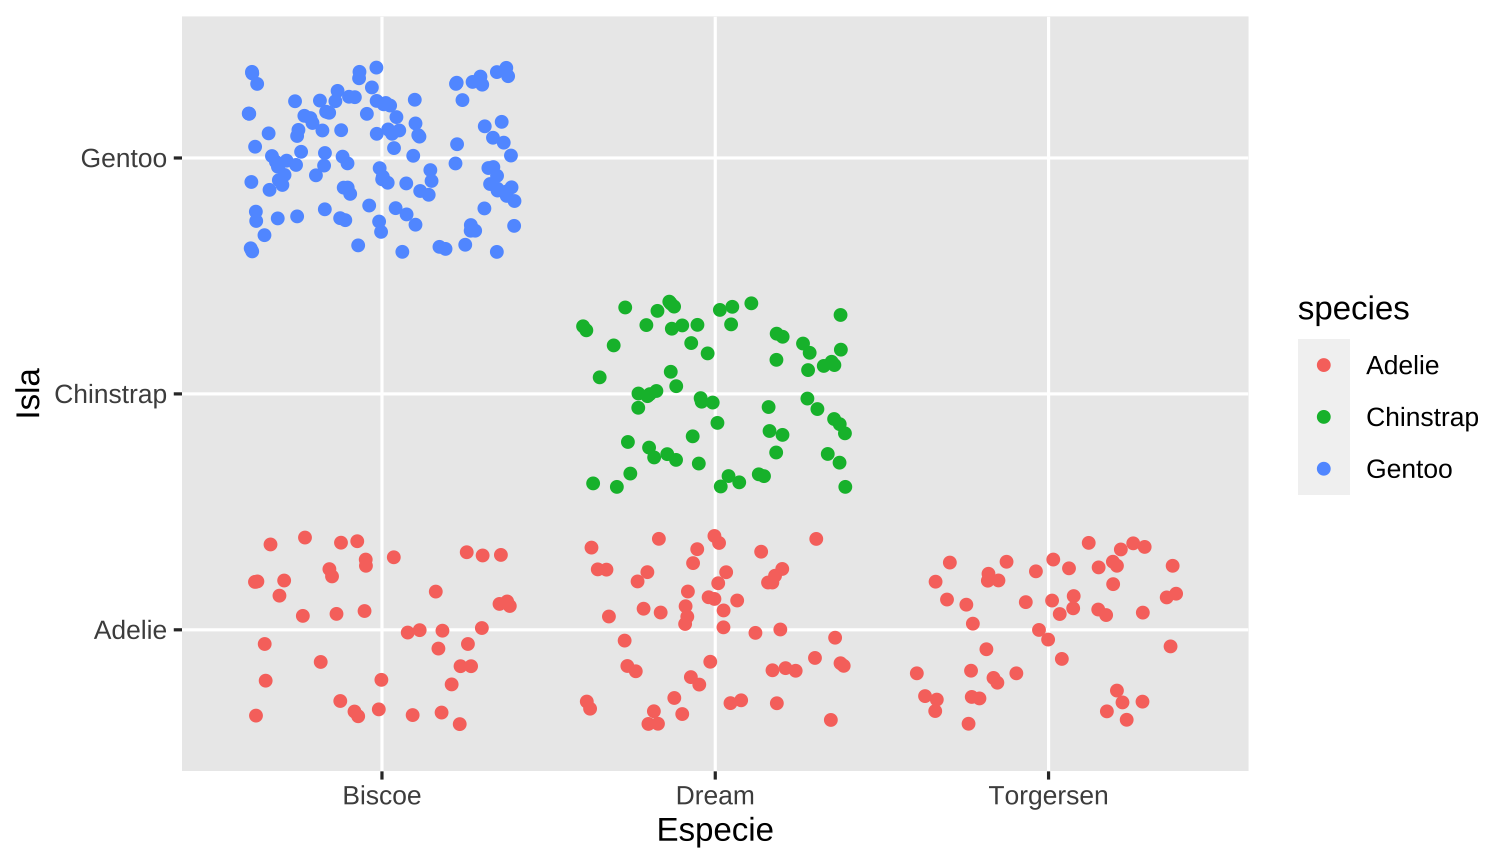 Isla
Gentoo
Chinstrap
Adelie
Biscoe
Dream
Torgersen
Especie
species
Adelie
Chinstrap
Gentoo